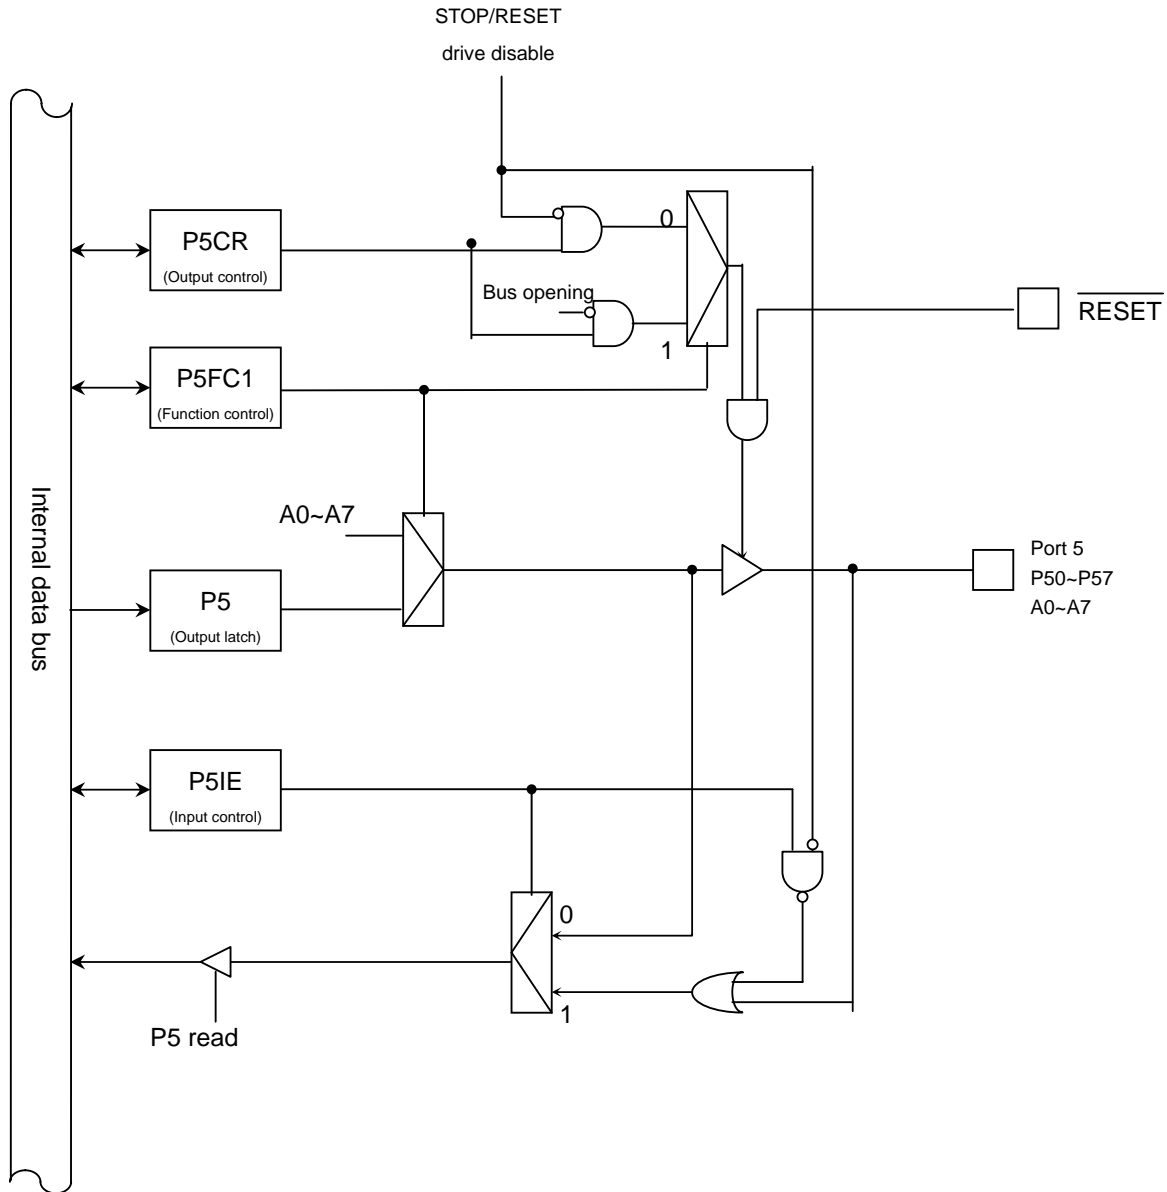 STOP/RESET
drive disable
P5CR
(Output control)
0
Bus opening
1
RESET
P5FC1
(Function control)
Internal data bus
A0~A7
P5
(Output latch)
Port 5
P50~P57
A0~A7
P5IE
(Input control)
0
1
P5 read